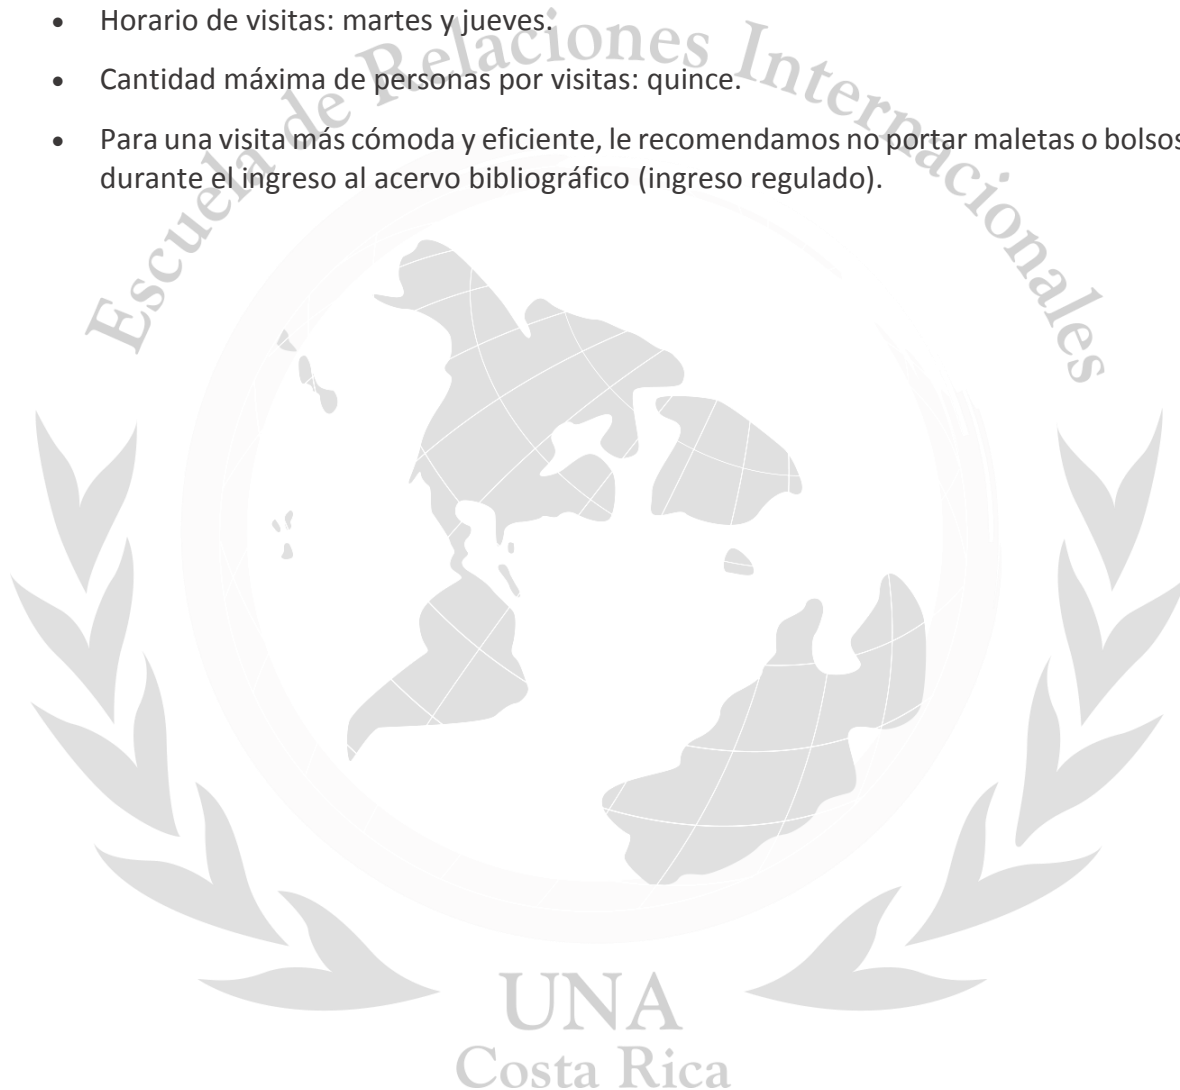 • Horario de visitas: martes y jueves.
• Cantidad máxima de personas por visitas: quince.
• Para una visita más cómoda y eficiente, le recomendamos no portar maletas o bolsos
durante el ingreso al acervo bibliográfico (ingreso regulado).
Escuela de Relaciones Internacionales
UNA
Costa Rica